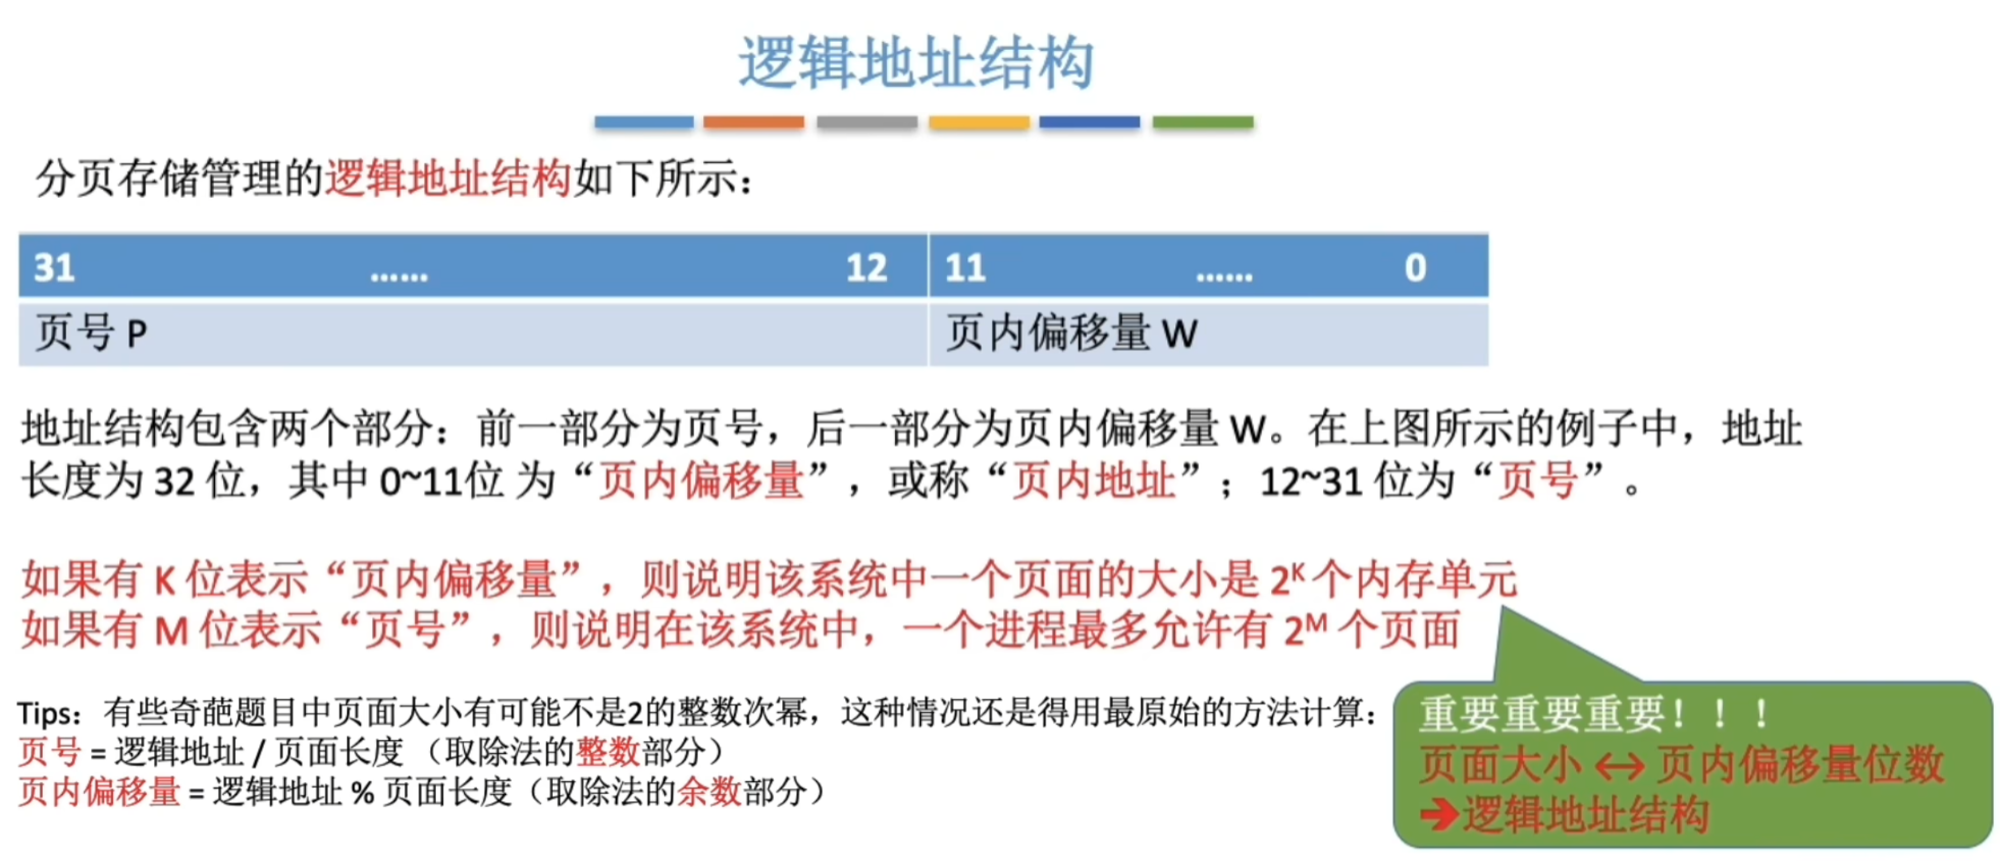 逻辑地址结构
分页存储管理的逻辑地址结构如下所示：
31 …… 12 11 …… 0
页号 P 页内偏移量 W
地址结构包含两个部分：前一部分为页号，后一部分为页内偏移量 W。在上图所示的例子中，地址
长度为 32 位，其中 0~11位 为“页内偏移量”，或称“页内地址”；12~31 位为“页号”。
如果有 K 位表示“页内偏移量”，则说明该系统中一个页面的大小是 2ᴷ 个内存单元
如果有 M 位表示“页号”，则说明在该系统中，一个进程最多允许有 2ᴹ 个页面
Tips：有些奇葩题目中页面大小有可能不是2的整数次幂，这种情况还是得用最原始的方法计算：
页号 = 逻辑地址 / 页面长度 （取除法的整数部分）
页内偏移量 = 逻辑地址 % 页面长度（取除法的余数部分）
重要重要重要！！！
页面大小 ↔ 页内偏移量位数
➔逻辑地址结构